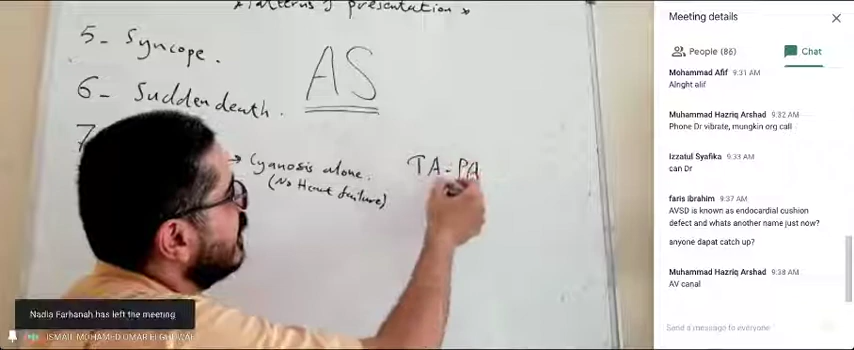 * Patterns of presentation *
5- Syncope.
AS
6- Sudden death.
7
→ Cyanosis alone.
(No Heart failure)
TA - PA
Nadia Farhanah has left the meeting
ISMAIL MOHAMED OMAR
Meeting details
People (86)
Chat
Mohammad Afif 9:31 AM
Alright alif
Muhammad Hazriq Arshad 9:32 AM
Phone Dr vibrate, mungkin org call
Izzatul Syafika 9:33 AM
can Dr
faris Ibrahim 9:37 AM
AVSD is known as endocardial cushion
defect and whats another name just now?
anyone dapat catch up?
Muhammad Hazriq Arshad 9:38 AM
AV canal
Send a message to everyone